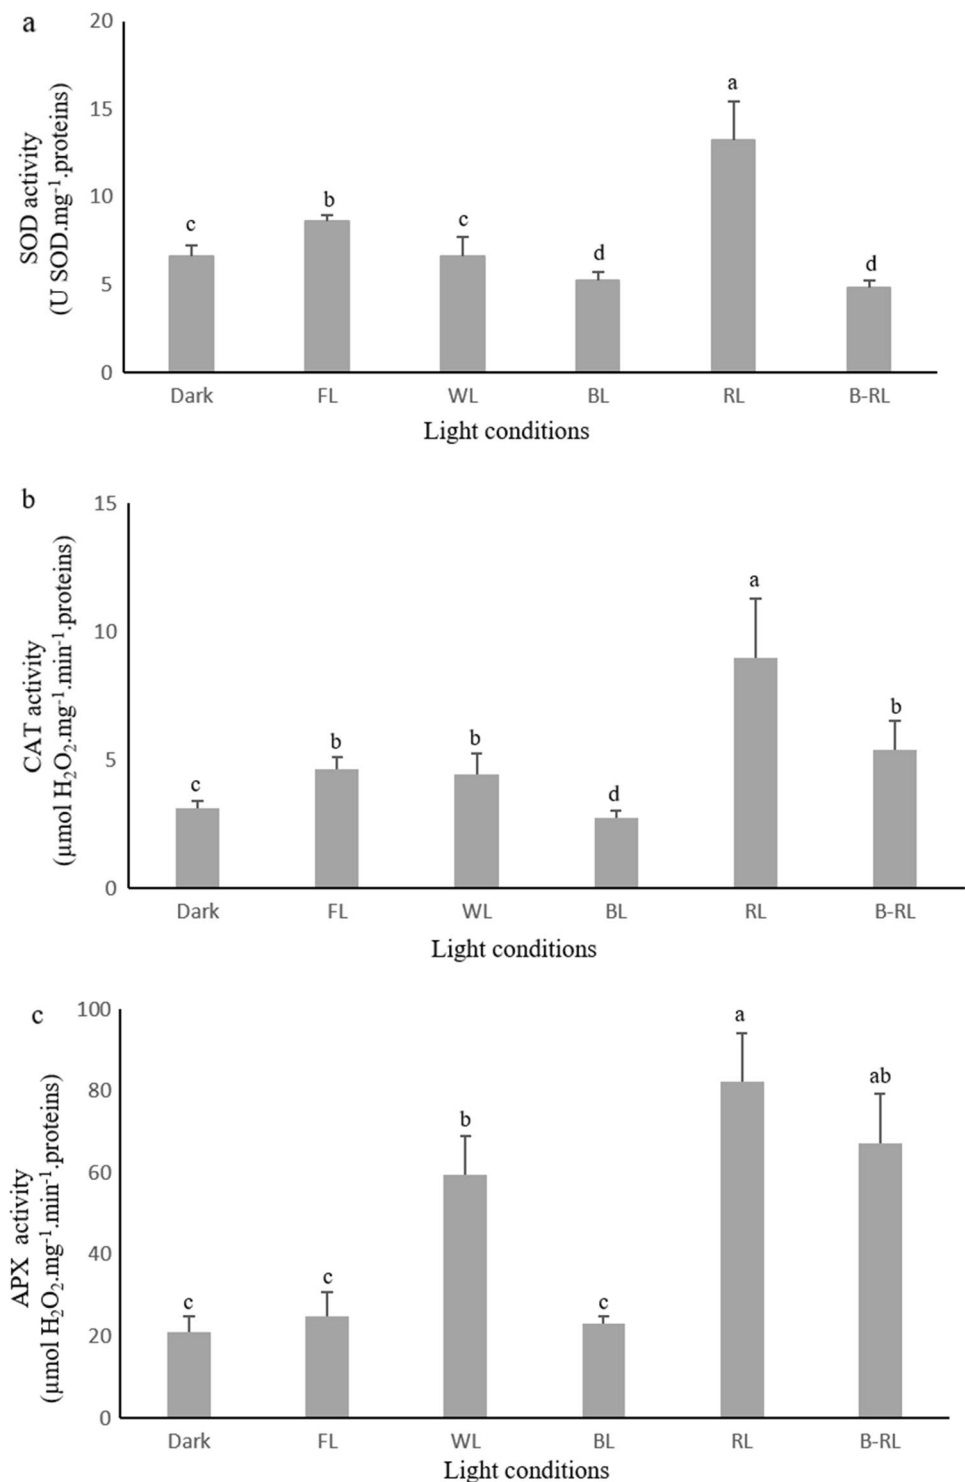 a
SOD activity
(U SOD.mg⁻¹.proteins)
20
15
10
5
0
c
b
c
d
a
d
Dark FL WL BL RL B-RL
Light conditions
b
CAT activity
(µmol H₂O₂.mg⁻¹.min⁻¹.proteins)
15
10
5
0
c
b
b
d
a
b
Dark FL WL BL RL B-RL
Light conditions
c
APX activity
(µmol H₂O₂.mg⁻¹.min⁻¹.proteins)
100
80
60
40
20
0
c
c
b
c
a
ab
Dark FL WL BL RL B-RL
Light conditions